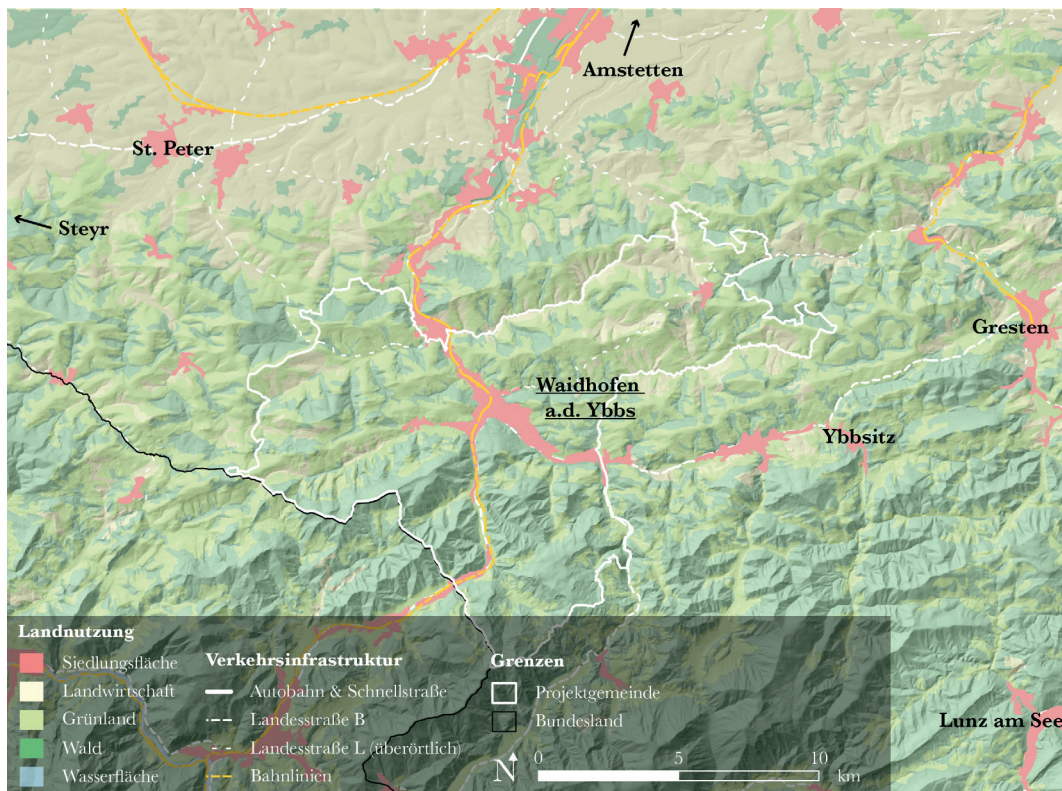 Amstetten
St. Peter
Steyr
Gresten
Waidhofen
a.d. Ybbs
Ybbsitz
Lunz am See
Landnutzung
Siedlungsfläche
Landwirtschaft
Grünland
Wald
Wasserfläche
Verkehrsinfrastruktur
Autobahn & Schnellstraße
Landesstraße B
Landesstraße L (überörtlich)
Bahnlinien
Grenzen
Projektgemeinde
Bundesland
N
0 5 10
km